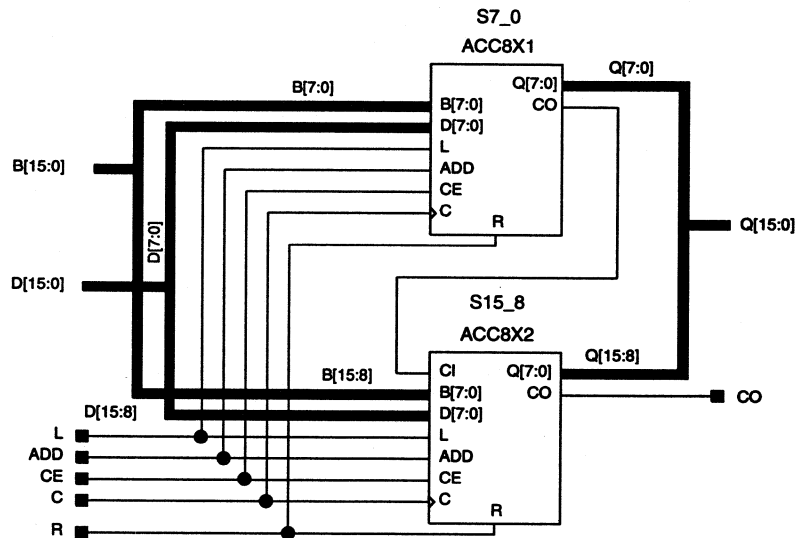 S7_0
ACC8X1
B[7:0]
Q[7:0]
Q[7:0]
B[7:0]
CO
D[7:0]
L
B[15:0]
ADD
CE
C
R
Q[15:0]
D[7:0]
D[15:0]
S15_8
ACC8X2
Q[15:8]
B[15:8]
CI
Q[7:0]
B[7:0]
CO
CO
D[15:8]
D[7:0]
L
L
ADD
ADD
CE
CE
C
C
R
R